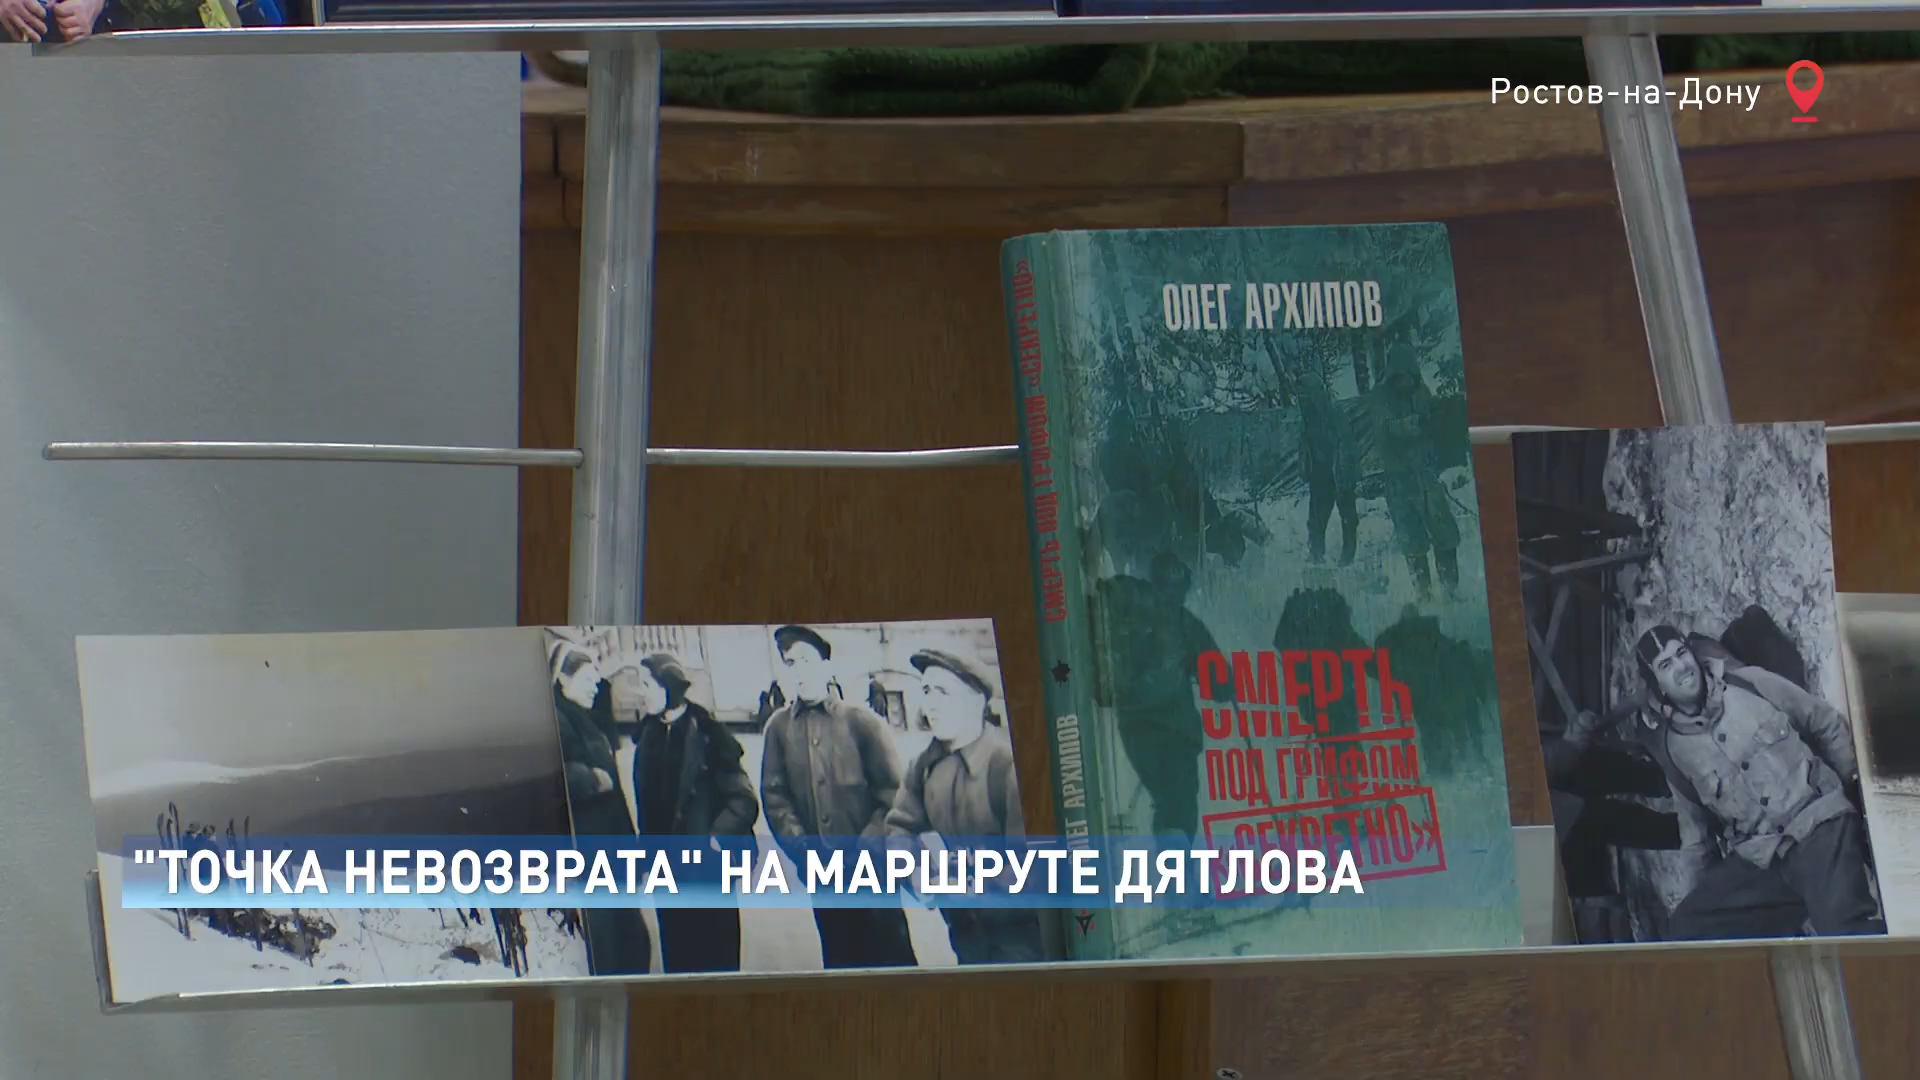 Ростов-на-Дону
ОЛЕГ АРХИПОВ
СМЕРТЬ
ПОД ГРИФОМ
«СЕКРЕТНО»
СМЕРТЬ ПОД ГРИФОМ «СЕКРЕТНО»
ОЛЕГ АРХИПОВ
"ТОЧКА НЕВОЗВРАТА" НА МАРШРУТЕ ДЯТЛОВА